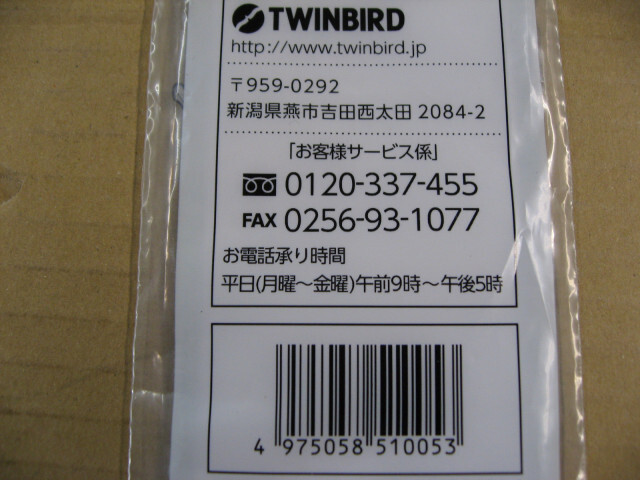 TWINBIRD
http://www.twinbird.jp
〒959-0292
新潟県燕市吉田西太田 2084-2
「お客様サービス係」
0120-337-455
FAX 0256-93-1077
お電話承り時間
平日(月曜～金曜)午前9時～午後5時
4 975058 510053